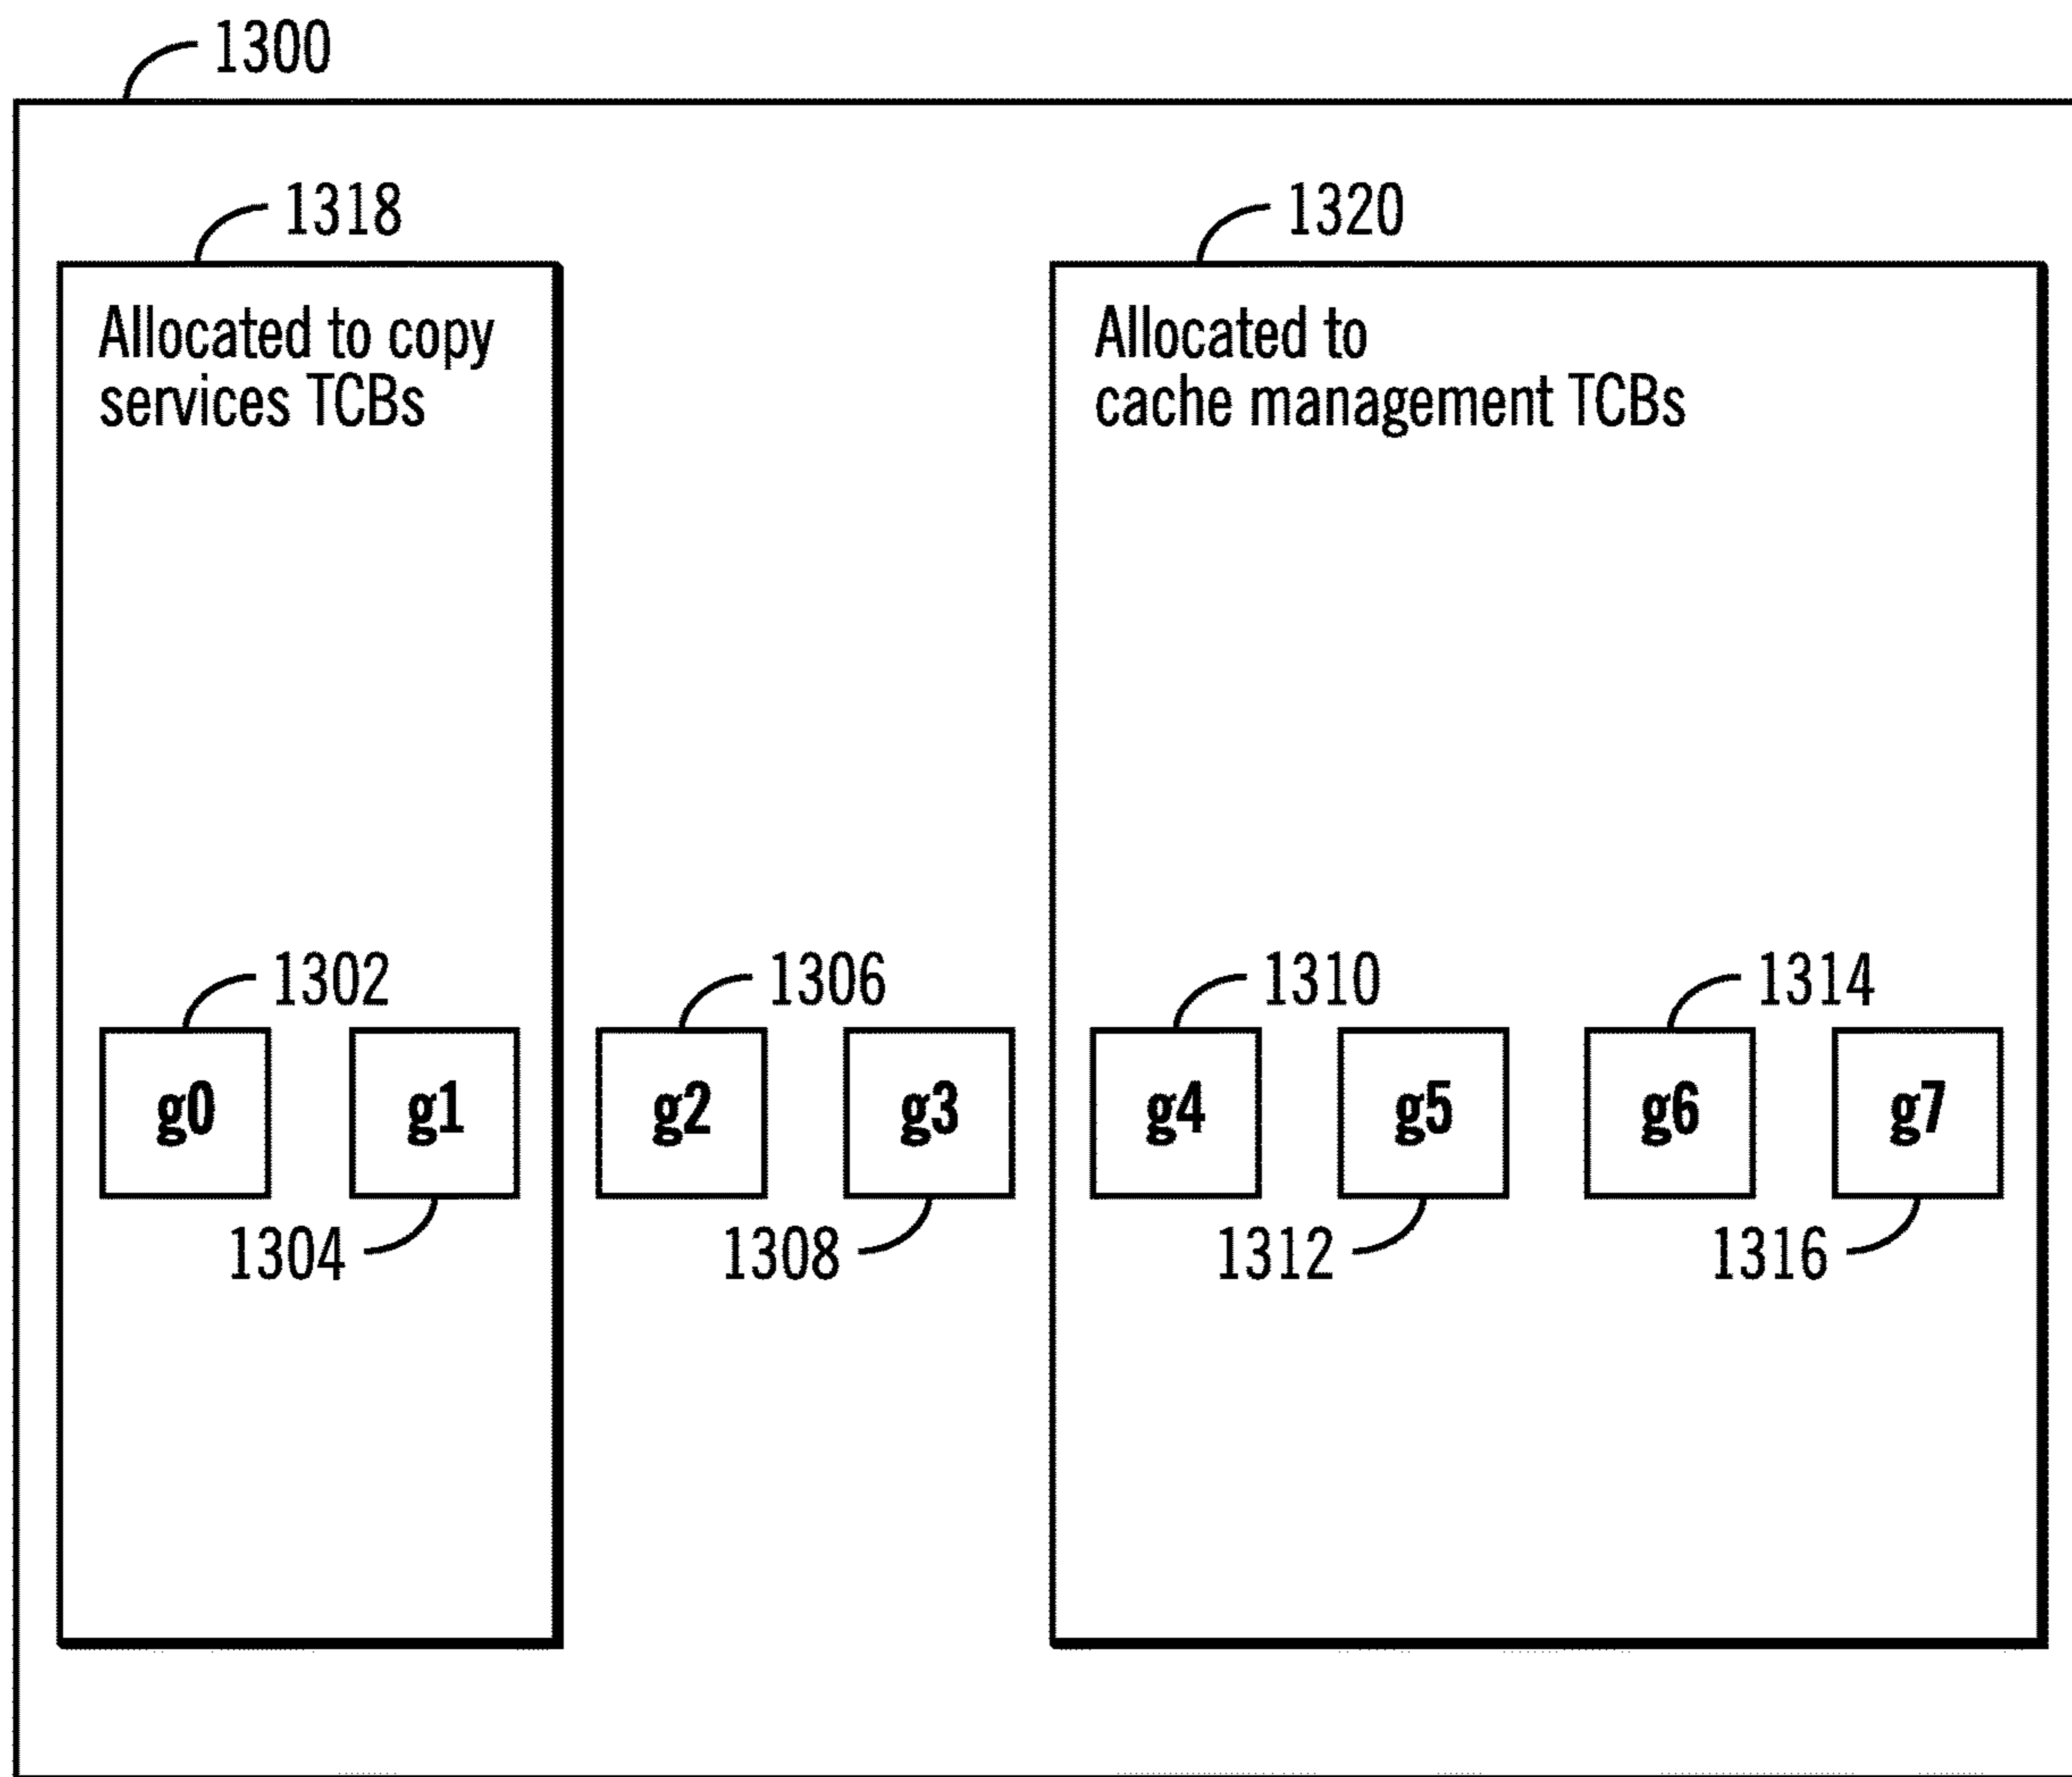 1300
1318
1320
Allocated to copy
services TCBs
Allocated to
cache management TCBs
1302
1306
1310
1314
g0
g1
g2
g3
g4
g5
g6
g7
1304
1308
1312
1316